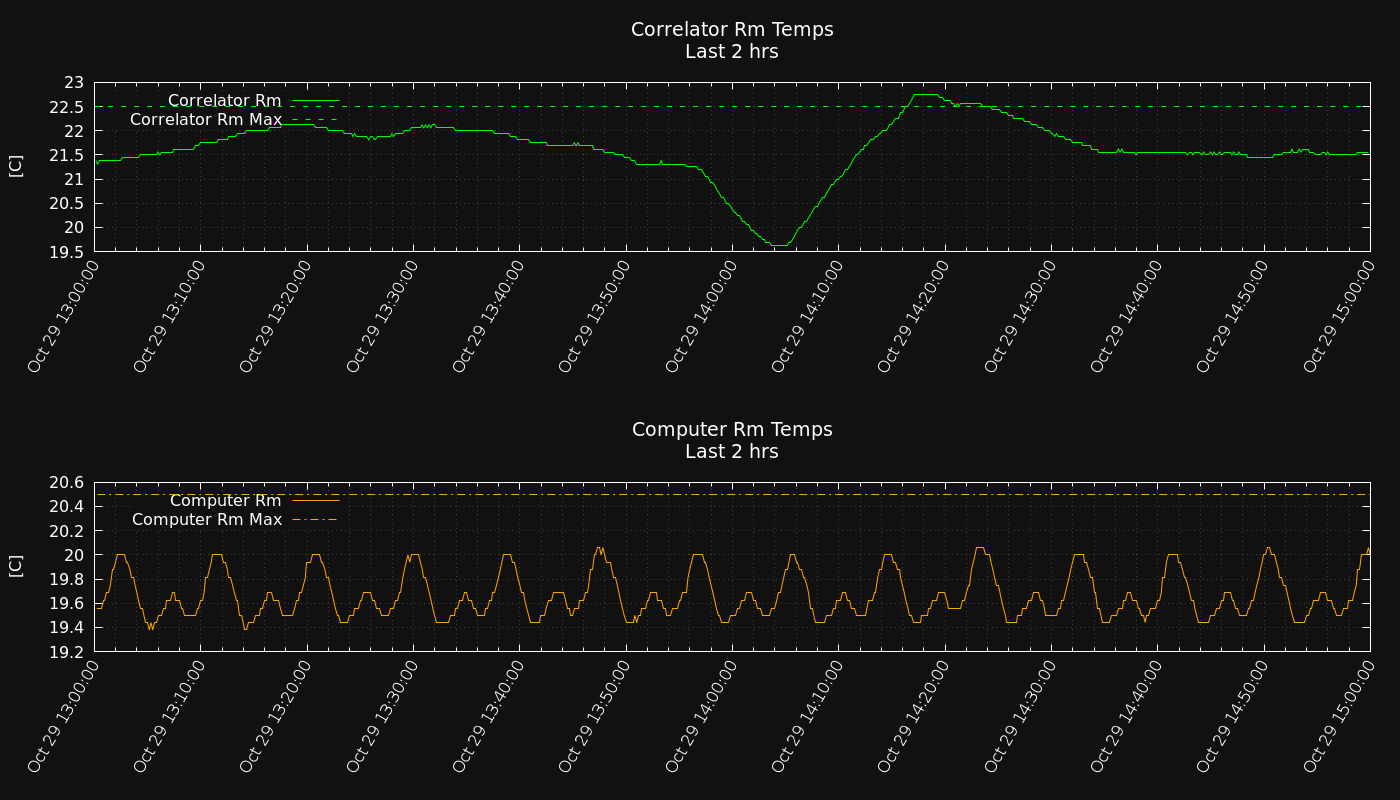 Correlator Rm Temps
Last 2 hrs
[C]
23
22.5
22
21.5
21
20.5
20
19.5
Correlator Rm
Correlator Rm Max
Oct 29 13:00:00
Oct 29 13:10:00
Oct 29 13:20:00
Oct 29 13:30:00
Oct 29 13:40:00
Oct 29 13:50:00
Oct 29 14:00:00
Oct 29 14:10:00
Oct 29 14:20:00
Oct 29 14:30:00
Oct 29 14:40:00
Oct 29 14:50:00
Oct 29 15:00:00
Computer Rm Temps
Last 2 hrs
[C]
20.6
20.4
20.2
20
19.8
19.6
19.4
19.2
Computer Rm
Computer Rm Max
Oct 29 13:00:00
Oct 29 13:10:00
Oct 29 13:20:00
Oct 29 13:30:00
Oct 29 13:40:00
Oct 29 13:50:00
Oct 29 14:00:00
Oct 29 14:10:00
Oct 29 14:20:00
Oct 29 14:30:00
Oct 29 14:40:00
Oct 29 14:50:00
Oct 29 15:00:00